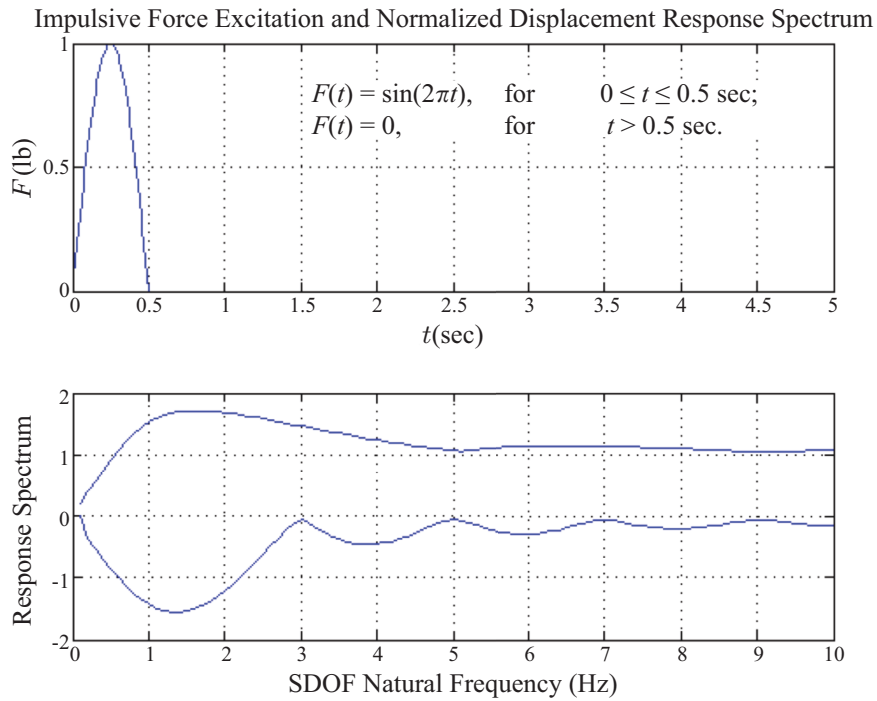 Impulsive Force Excitation and Normalized Displacement Response Spectrum
1
F(t) = sin(2πt), for 0 ≤ t ≤ 0.5 sec;
F(t) = 0, for t > 0.5 sec.
0.5
F (lb)
0
0 0.5 1 1.5 2 2.5 3 3.5 4 4.5 5
t(sec)
2
1
0
-1
-2
Response Spectrum
0 1 2 3 4 5 6 7 8 9 10
SDOF Natural Frequency (Hz)